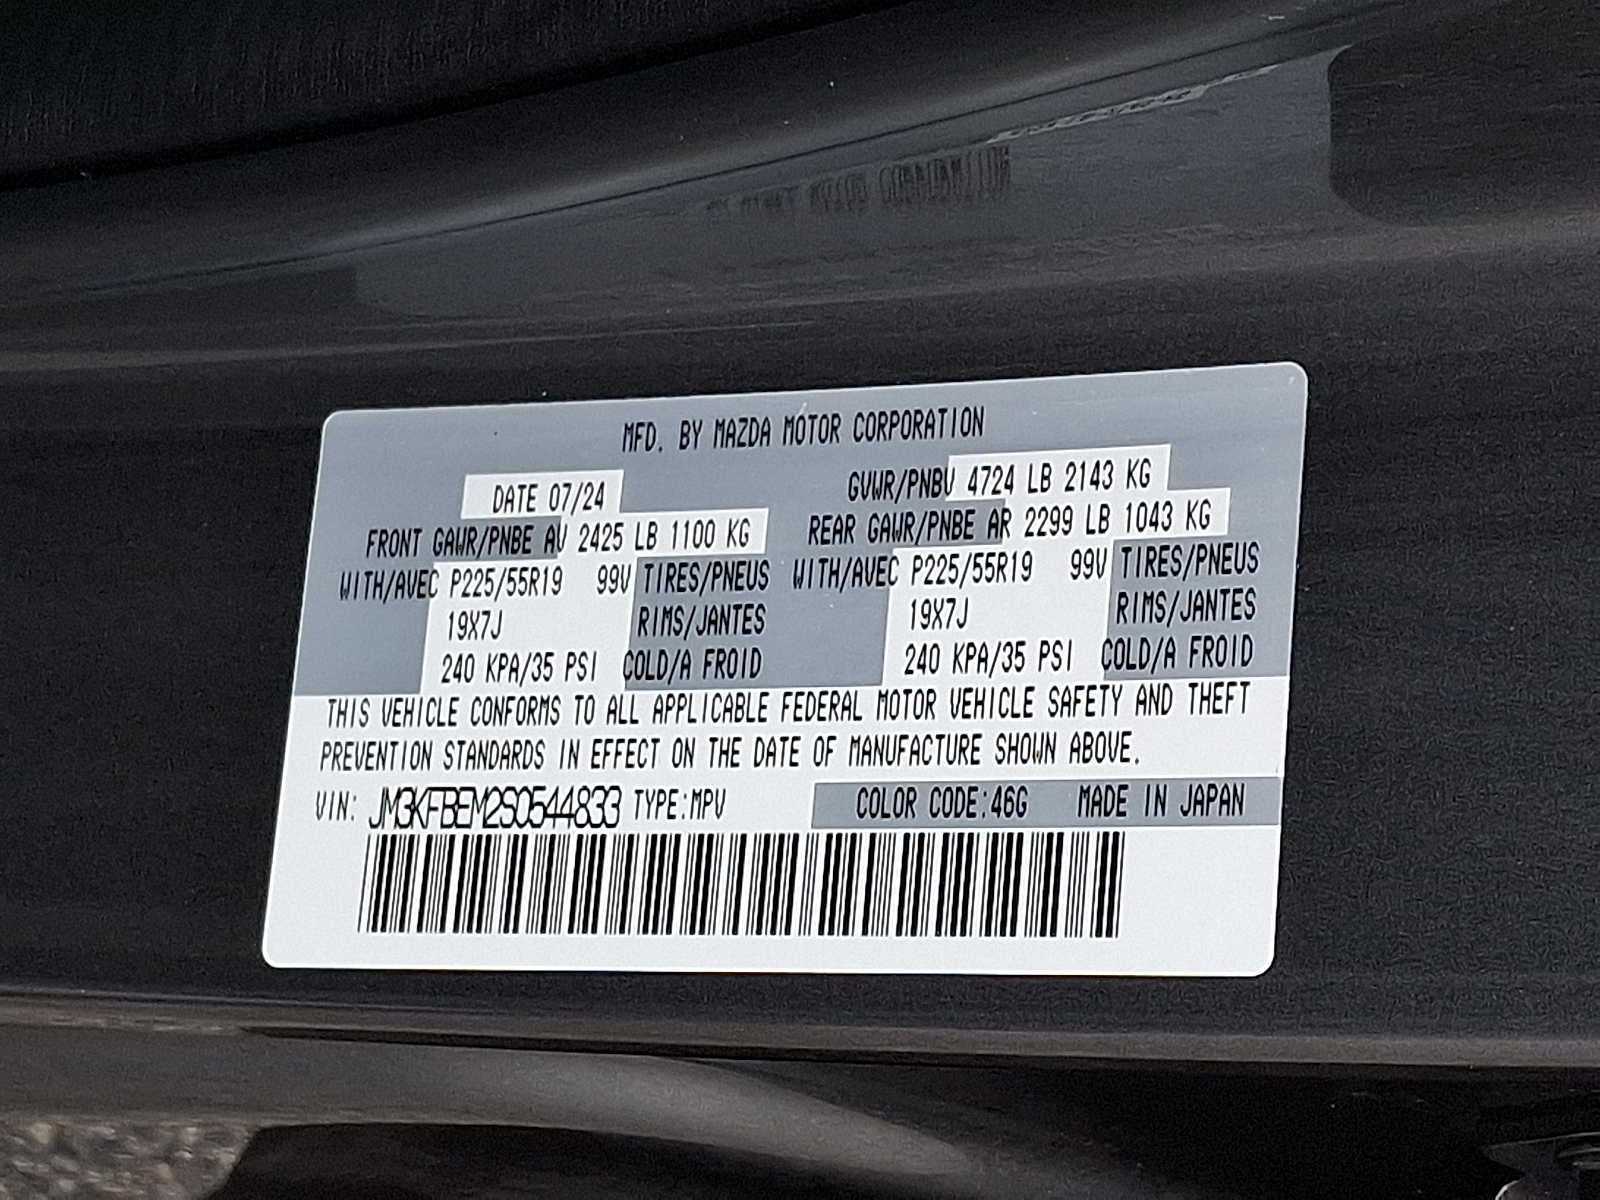 MFD. BY MAZDA MOTOR CORPORATION
DATE 07/24 GVWR/PNBV 4724 LB 2143 KG
FRONT GAWR/PNBE AV 2425 LB 1100 KG REAR GAWR/PNBE AR 2299 LB 1043 KG
WITH/AVEC P225/55R19 99V TIRES/PNEUS WITH/AVEC P225/55R19 99V TIRES/PNEUS
19X7J RIMS/JANTES 19X7J RIMS/JANTES
240 KPA/35 PSI COLD/A FROID 240 KPA/35 PSI COLD/A FROID
THIS VEHICLE CONFORMS TO ALL APPLICABLE FEDERAL MOTOR VEHICLE SAFETY AND THEFT
PREVENTION STANDARDS IN EFFECT ON THE DATE OF MANUFACTURE SHOWN ABOVE.
VIN: JM3KFBEM2S0544833 TYPE:MPV COLOR CODE:46G MADE IN JAPAN